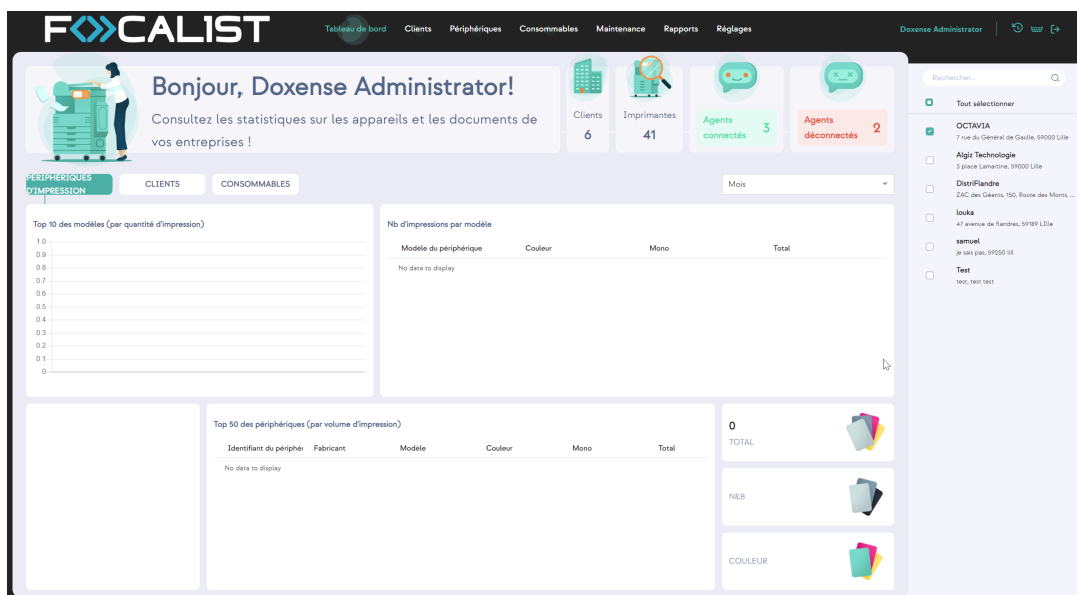 FOCALIST
Tableau de bord Clients Périphériques Consommables Maintenance Rapports Réglages
Doxense Administrator
Bonjour, Doxense Administrator!
Consultez les statistiques sur les appareils et les documents de
vos entreprises !
Clients
6
Imprimantes
41
Agents
connectés
3
Agents
déconnectés
2
PÉRIPHÉRIQUES
D'IMPRESSION
CLIENTS
CONSOMMABLES
Mois
Top 10 des modèles (par quantité d'impression)
1.0
0.9
0.8
0.7
0.6
0.5
0.4
0.3
0.2
0.1
0
Nb d'impressions par modèle
Modèle du périphérique Couleur Mono Total
No data to display
Top 50 des périphériques (par volume d'impression)
Identifiant du périphér Fabricant Modèle Couleur Mono Total
No data to display
0
TOTAL
N&B
COULEUR
Rechercher...
Tout sélectionner
OCTAVIA
7 rue du Général de Gaulle, 59000 Lille
Algiz Technologie
3 place Lamartine, 59000 Lille
DistriFlandre
ZAC des Géants, 150, Route des Monts, ...
louka
47 avenue de flandres, 59189 LIlle
samuel
je sais pas, 59250 lill
Test
test, test test